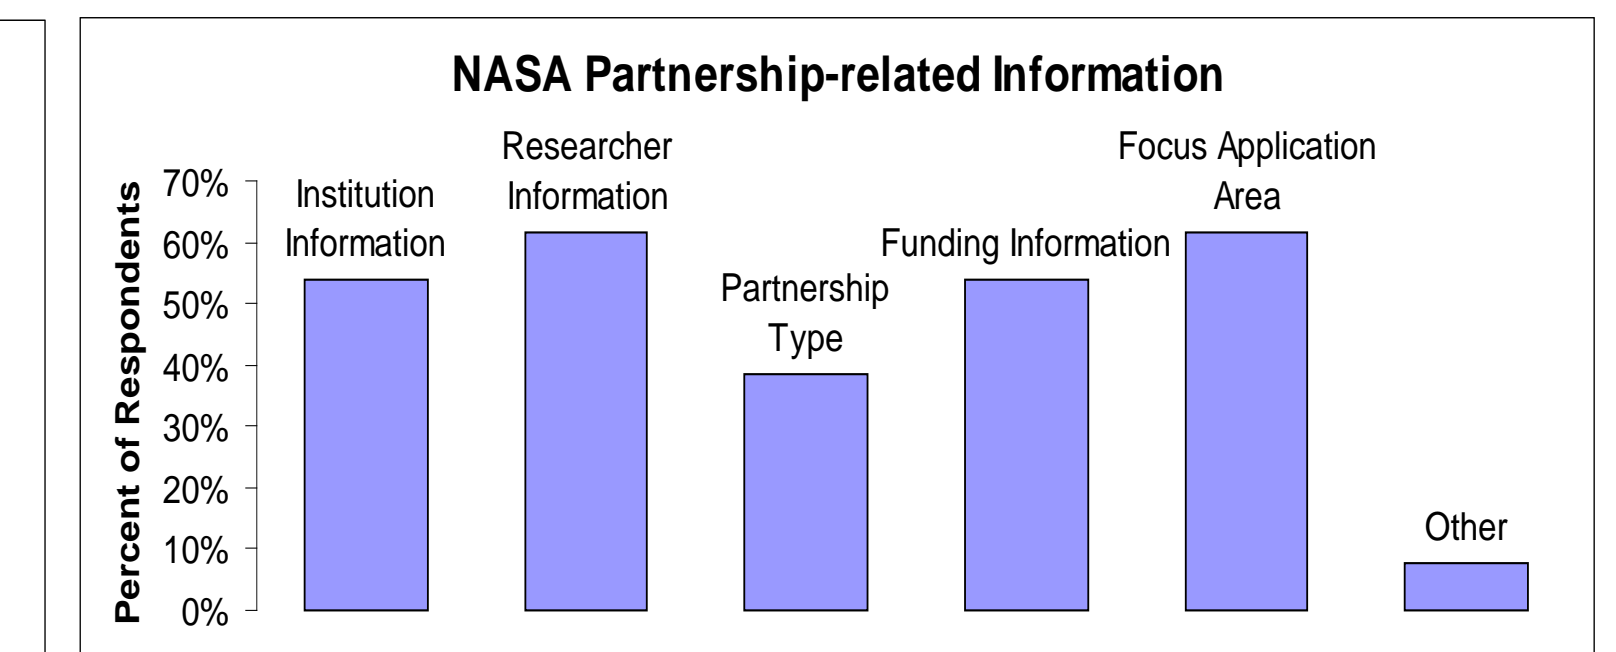 NASA Partnership-related Information
Percent of Respondents
70%
60%
50%
40%
30%
20%
10%
0%
Institution
Information
Researcher
Information
Partnership
Type
Funding Information
Focus Application
Area
Other